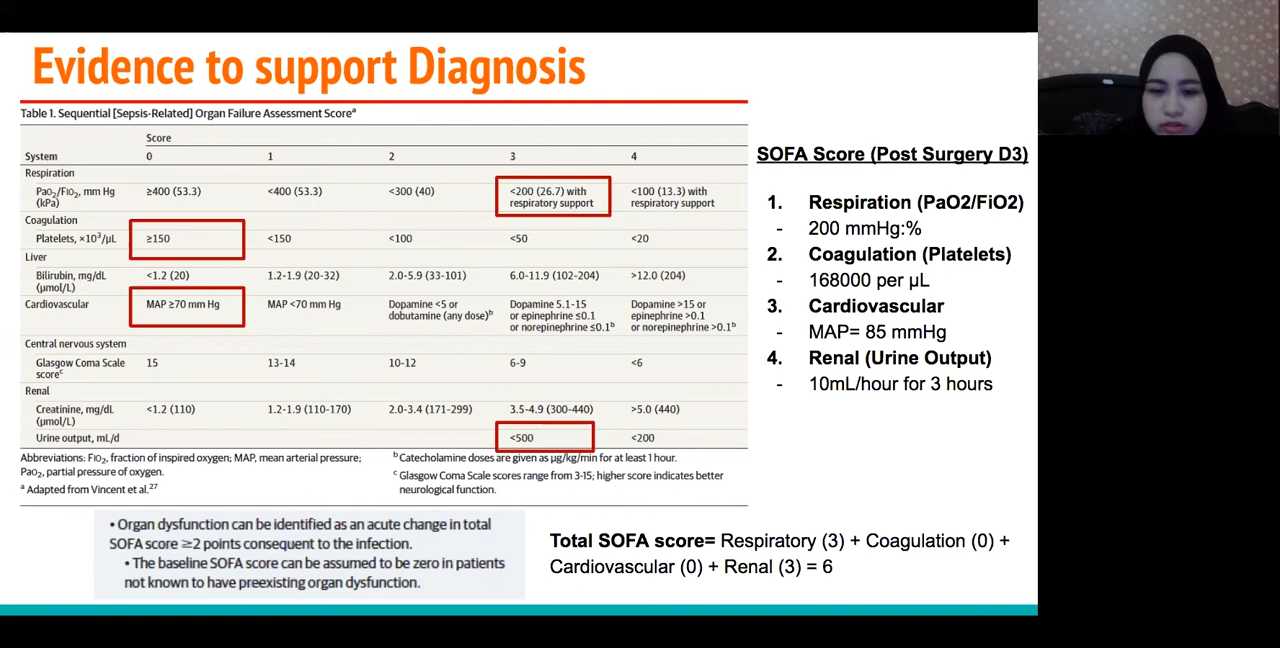 Evidence to support Diagnosis
Table 1. Sequential [Sepsis-Related] Organ Failure Assessment Scoreᵃ
Score
System 0 1 2 3 4
Respiration
PaO₂/FIO₂, mm Hg (kPa) ≥400 (53.3) <400 (53.3) <300 (40) <200 (26.7) with respiratory support <100 (13.3) with respiratory support
Coagulation
Platelets, ×10³/μL ≥150 <150 <100 <50 <20
Liver
Bilirubin, mg/dL (μmol/L) <1.2 (20) 1.2-1.9 (20-32) 2.0-5.9 (33-101) 6.0-11.9 (102-204) >12.0 (204)
Cardiovascular MAP ≥70 mm Hg MAP <70 mm Hg Dopamine <5 or dobutamine (any dose)ᵇ Dopamine 5.1-15 or epinephrine ≤0.1 or norepinephrine ≤0.1ᵇ Dopamine >15 or epinephrine >0.1 or norepinephrine >0.1ᵇ
Central nervous system
Glasgow Coma Scale scoreᶜ 15 13-14 10-12 6-9 <6
Renal
Creatinine, mg/dL (μmol/L) <1.2 (110) 1.2-1.9 (110-170) 2.0-3.4 (171-299) 3.5-4.9 (300-440) >5.0 (440)
Urine output, mL/d <500 <200
Abbreviations: FIO₂, fraction of inspired oxygen; MAP, mean arterial pressure;
PaO₂, partial pressure of oxygen.
ᵃ Adapted from Vincent et al.²⁷
ᵇ Catecholamine doses are given as μg/kg/min for at least 1 hour.
ᶜ Glasgow Coma Scale scores range from 3-15; higher score indicates better
neurological function.
• Organ dysfunction can be identified as an acute change in total
SOFA score ≥2 points consequent to the infection.
• The baseline SOFA score can be assumed to be zero in patients
not known to have preexisting organ dysfunction.
SOFA Score (Post Surgery D3)
1. Respiration (PaO2/FiO2)
- 200 mmHg:%
2. Coagulation (Platelets)
- 168000 per μL
3. Cardiovascular
- MAP= 85 mmHg
4. Renal (Urine Output)
- 10mL/hour for 3 hours
Total SOFA score= Respiratory (3) + Coagulation (0) +
Cardiovascular (0) + Renal (3) = 6